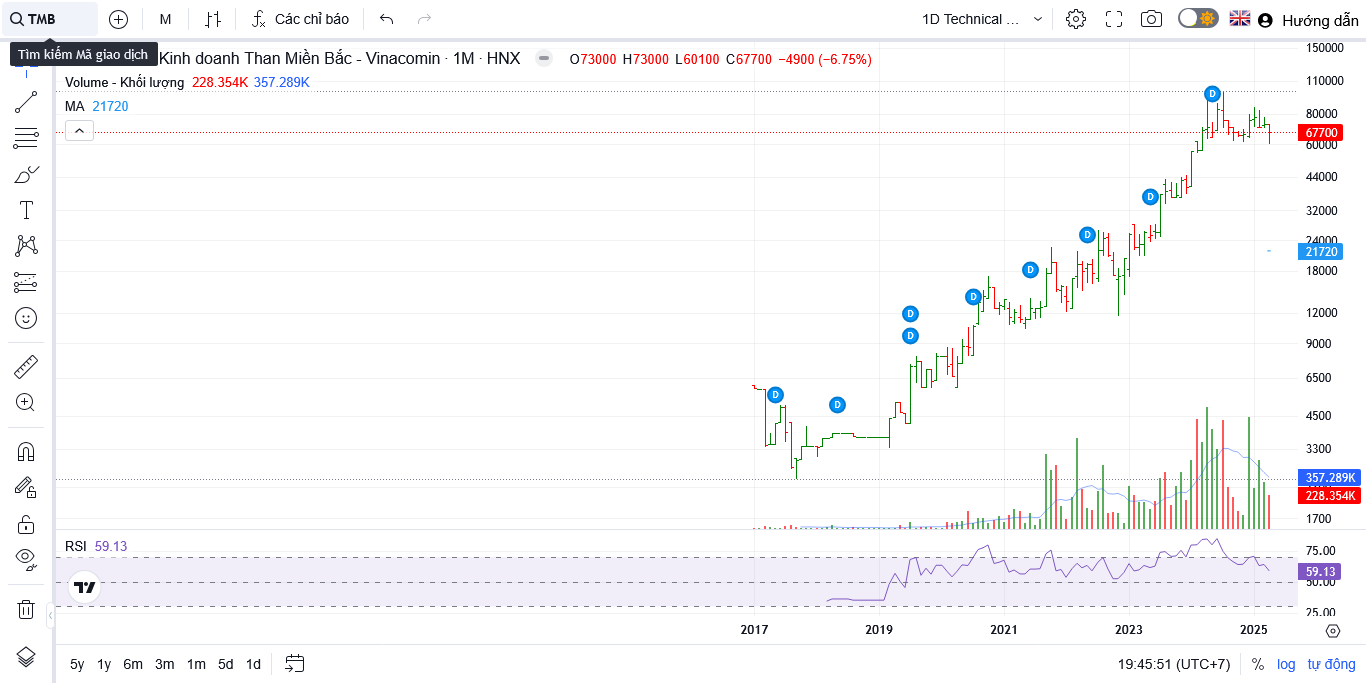 TMB
M
Các chỉ báo
1D Technical ...
Hướng dẫn
Tìm kiếm Mã giao dịch
Kinh doanh Than Miền Bắc - Vinacomin · 1M · HNX
O73000 H73000 L60100 C67700 −4900 (−6.75%)
Volume - Khối lượng 228.354K 357.289K
MA 21720
150000
110000
80000
67700
60000
44000
32000
24000
21720
18000
12000
9000
6500
4500
3300
357.289K
228.354K
1700
D
D
D
D
D
D
D
D
D
RSI 59.13
75.00
59.13
50.00
25.00
2017 2019 2021 2023 2025
5y 1y 6m 3m 1m 5d 1d
19:45:51 (UTC+7) % log tự động